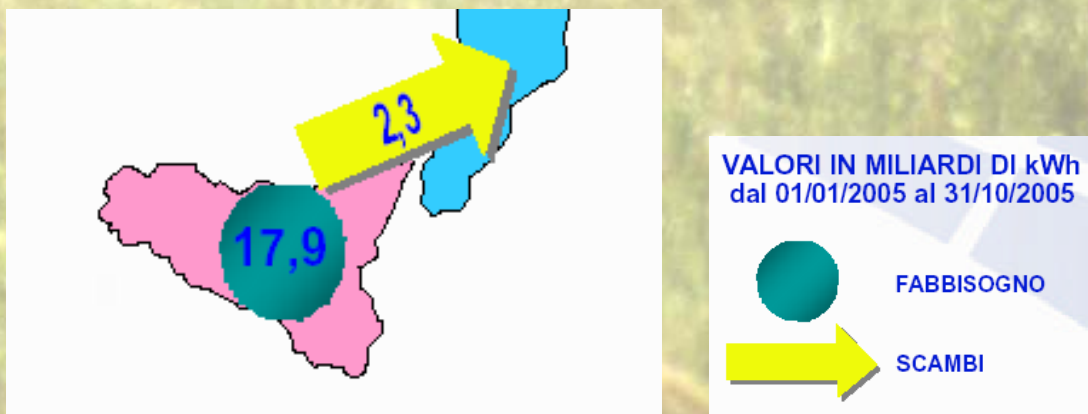 2,3
17,9
VALORI IN MILIARDI DI kWh
dal 01/01/2005 al 31/10/2005
FABBISOGNO
SCAMBI